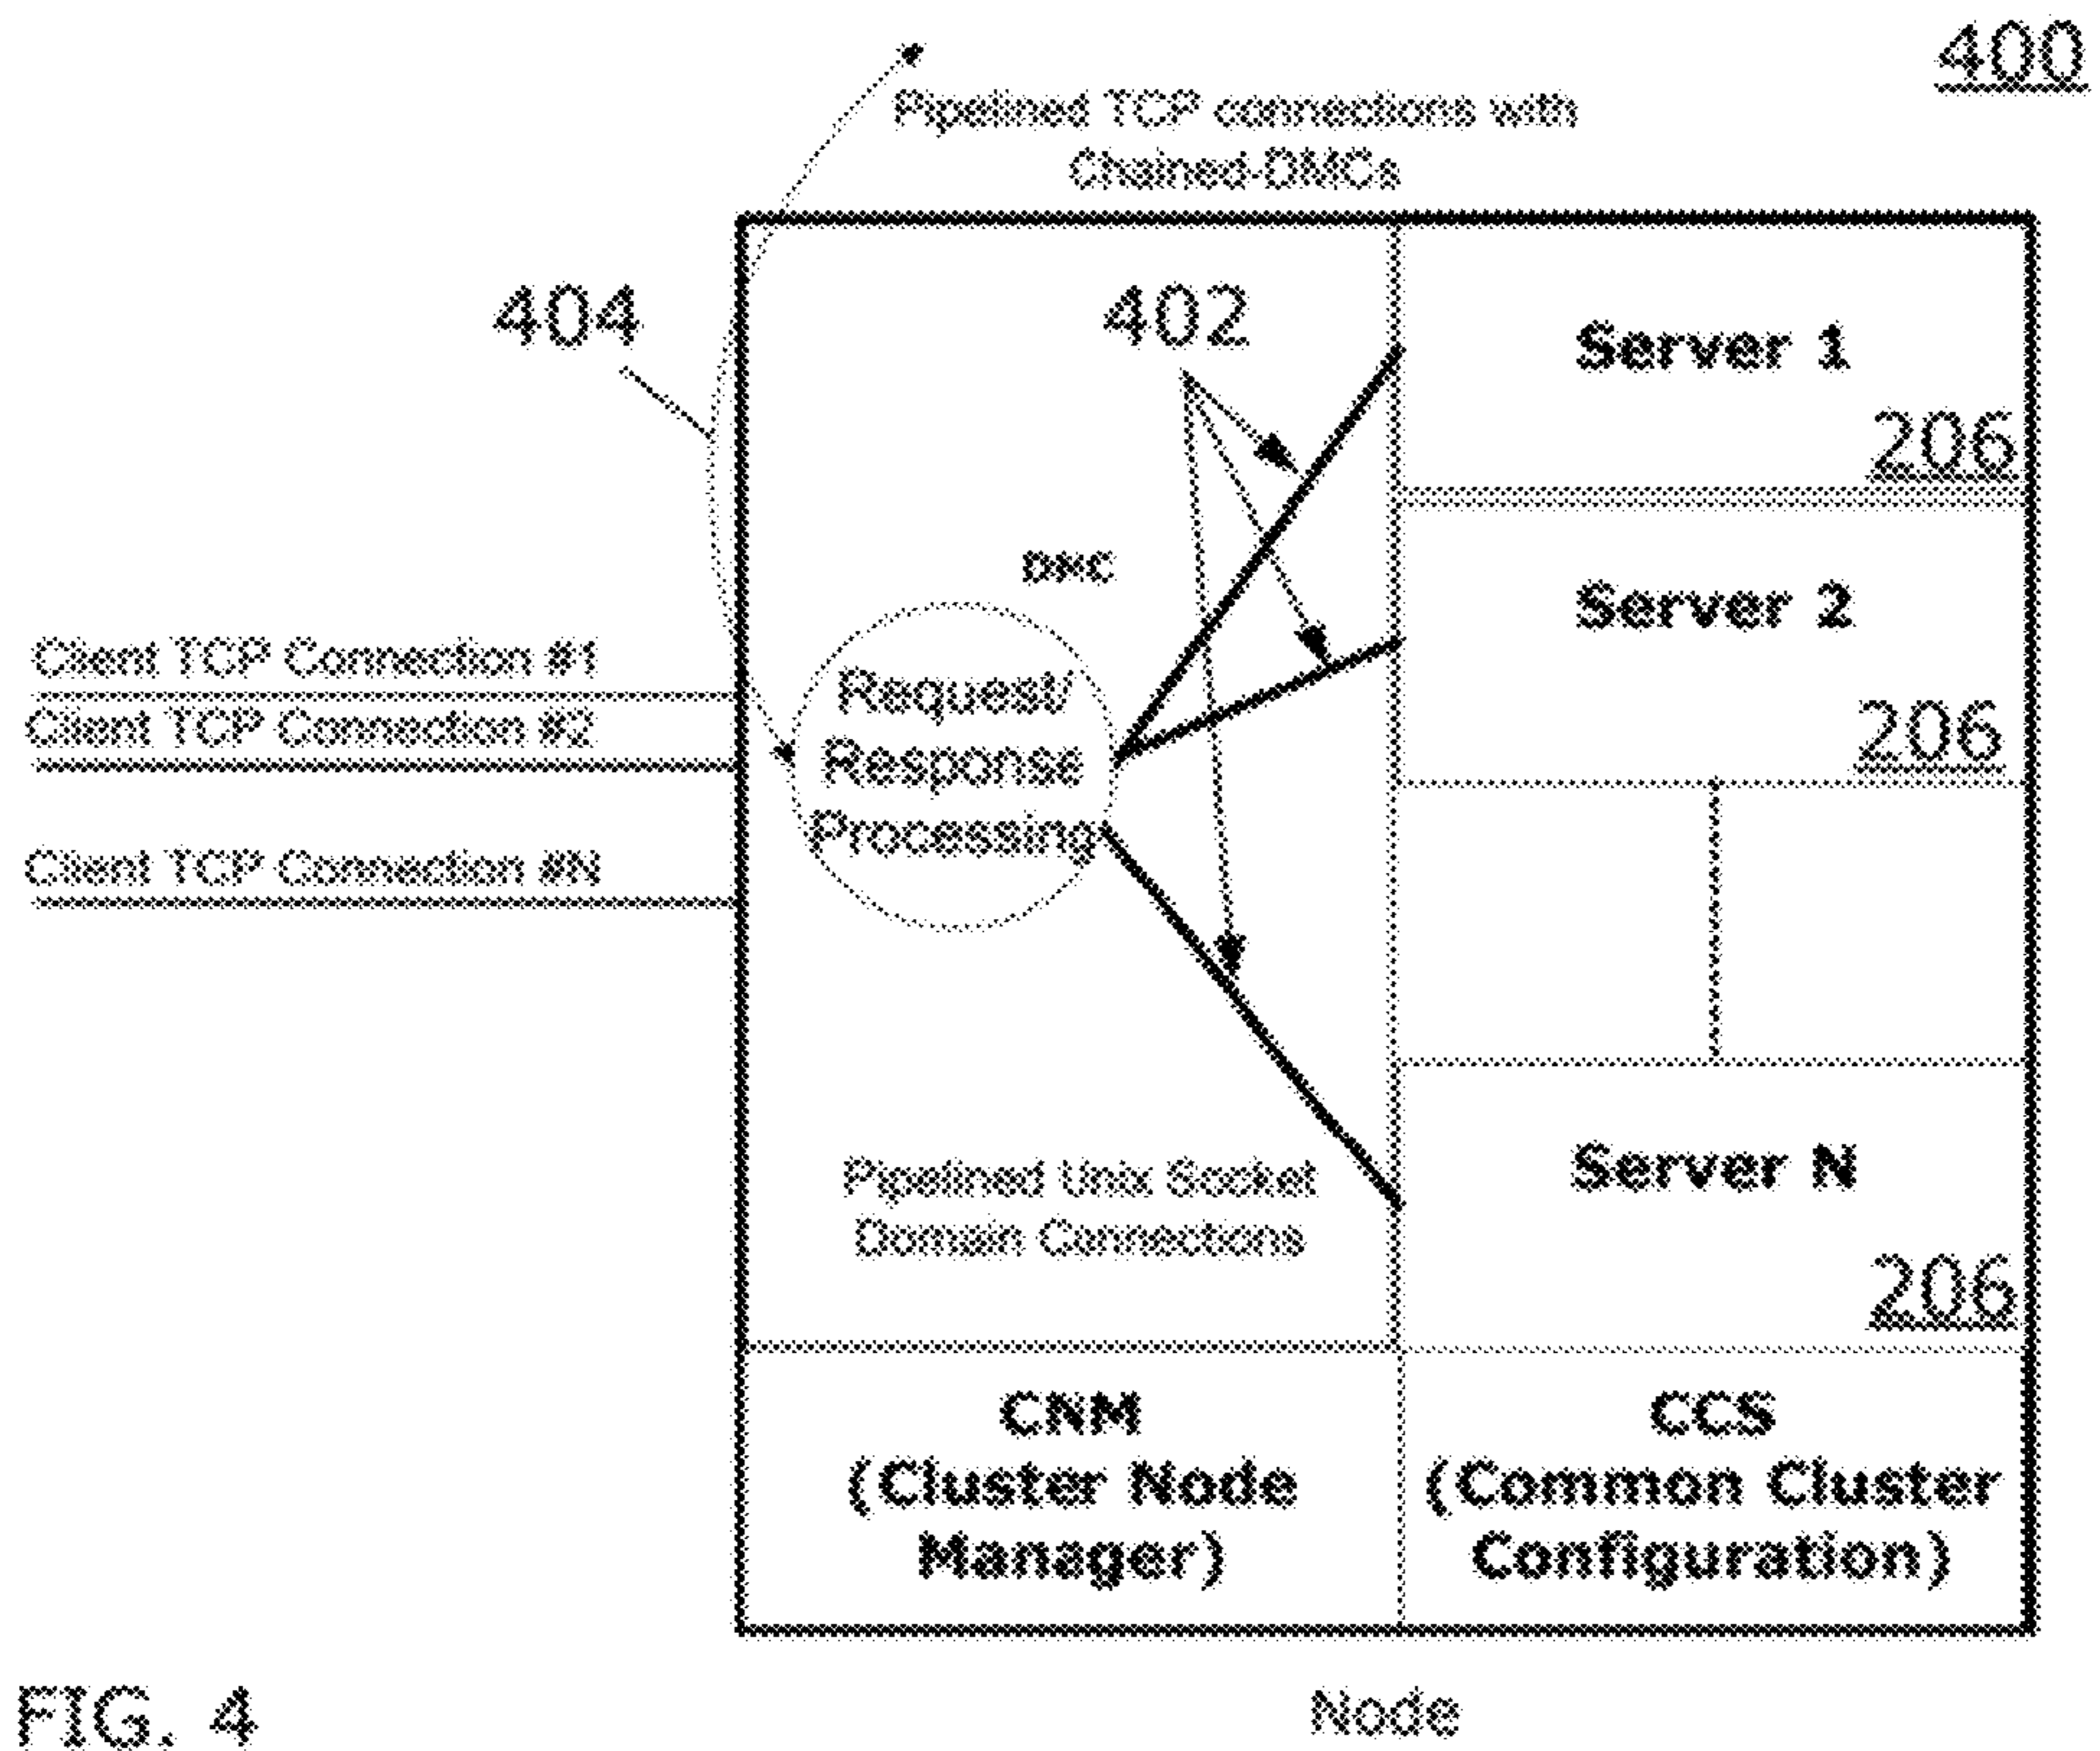 400
Pipelined TCP connections with
Chained-DMCs
404
402
Server 1
206
DMC
Server 2
206
Client TCP Connection #1
Client TCP Connection #2
Client TCP Connection #N
Request/
Response
Processing
Pipelined Unix Socket
Domain Connections
Server N
206
CNM
(Cluster Node
Manager)
CCS
(Common Cluster
Configuration)
FIG. 4
Node